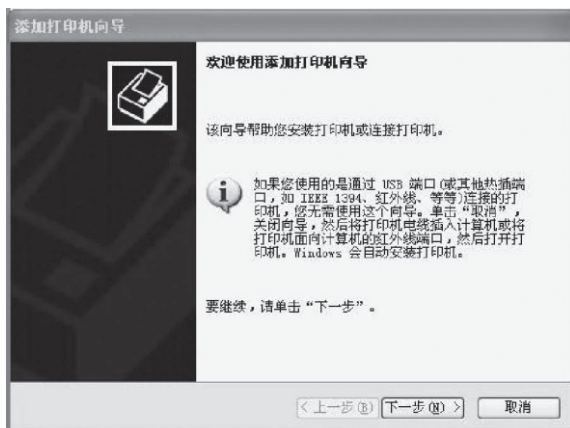 添加打印机向导
欢迎使用添加打印机向导
该向导帮助您安装打印机或连接打印机。
如果您使用的是通过 USB 端口(或其他热插端
口，如 IEEE 1394、红外线、等等)连接的打
印机，您无需使用这个向导。单击“取消”，
关闭向导，然后将打印机电缆插入计算机或将
打印机面向计算机的红外线端口，然后打开打
印机。Windows 会自动安装打印机。
要继续，请单击“下一步”。
< 上一步(B) 下一步(N) > 取消